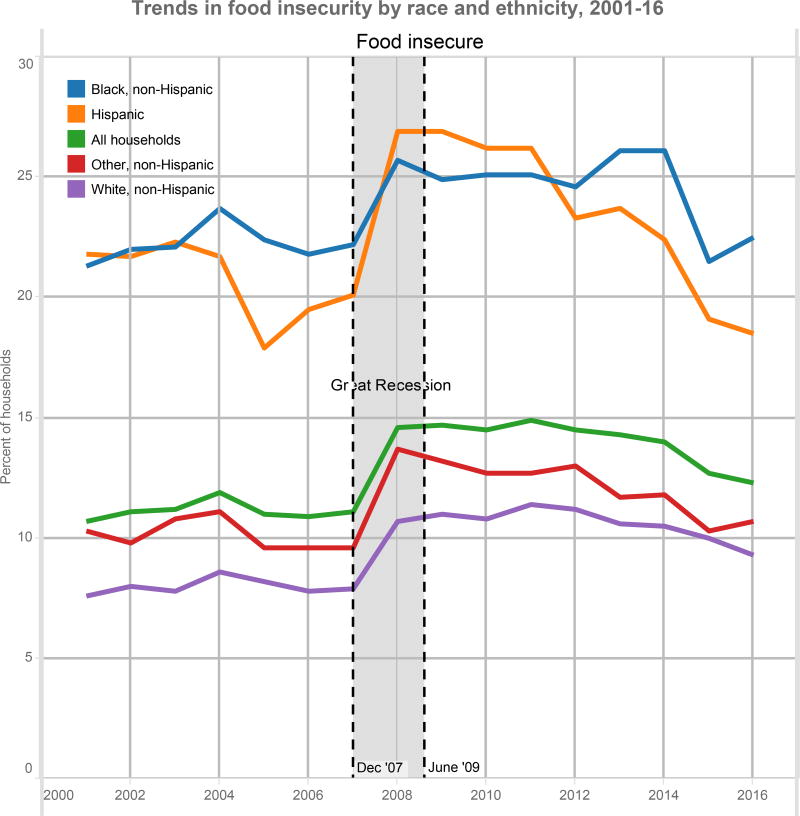 Trends in food insecurity by race and ethnicity, 2001-16
Food insecure
30
Black, non-Hispanic
Hispanic
All households
Other, non-Hispanic
White, non-Hispanic
25
20
Great Recession
15
Percent of households
10
5
0
Dec '07
June '09
2000 2002 2004 2006 2008 2010 2012 2014 2016